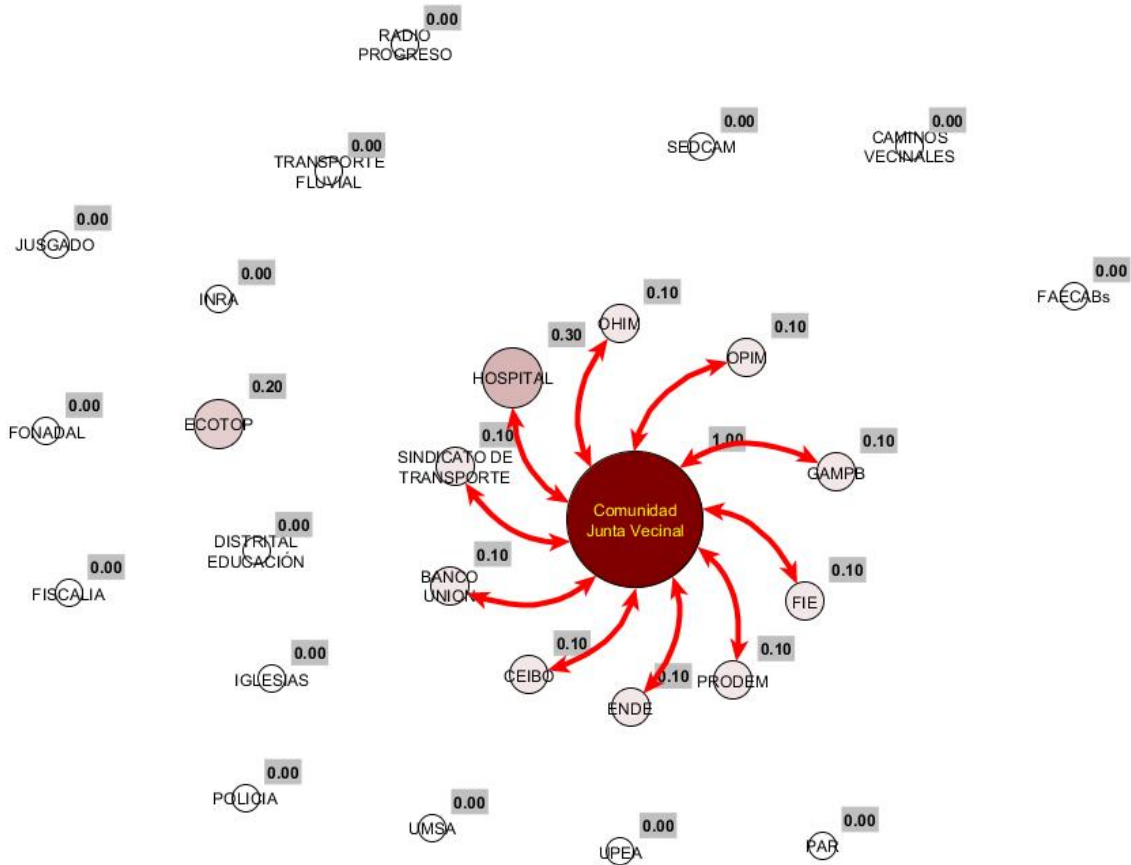 0.00
RADIO
PROGRESO
0.00
SEDCAM
0.00
CAMINOS
VECINALES
0.00
TRANSPORTE
FLUVIAL
0.00
JUSGADO
0.00
INRA
0.00
FAECABs
0.10
OHIM
0.10
OPIM
0.30
HOSPITAL
0.20
ECOTOP
0.00
FONADAL
0.10
SINDICATO DE
TRANSPORTE
1.00
Comunidad
Junta Vecinal
0.10
GAMPB
0.00
DISTRITAL
EDUCACIÓN
0.10
BANCO
UNION
0.10
FIE
0.00
FISCALIA
0.00
IGLESIAS
0.10
CEIBO
0.10
ENDE
0.10
PRODEM
0.00
POLICIA
0.00
UMSA
0.00
UPEA
0.00
PAR